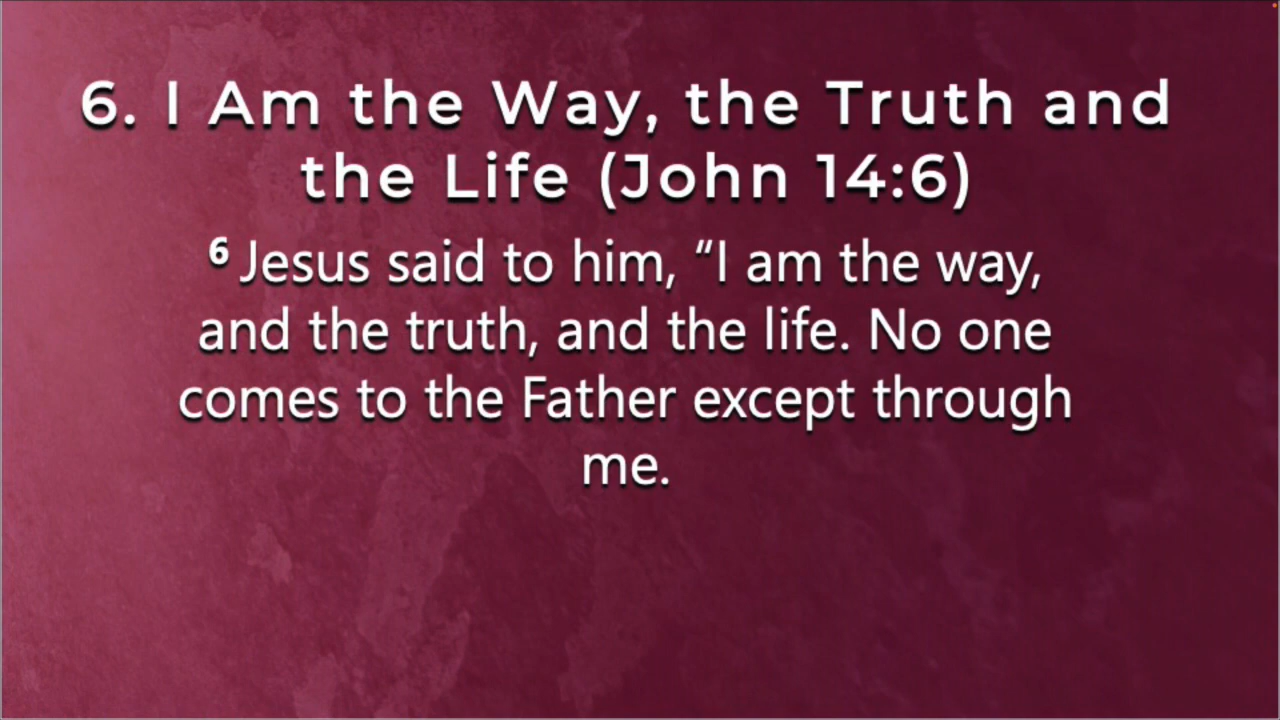 6. I Am the Way, the Truth and
the Life (John 14:6)
6 Jesus said to him, “I am the way,
and the truth, and the life. No one
comes to the Father except through
me.